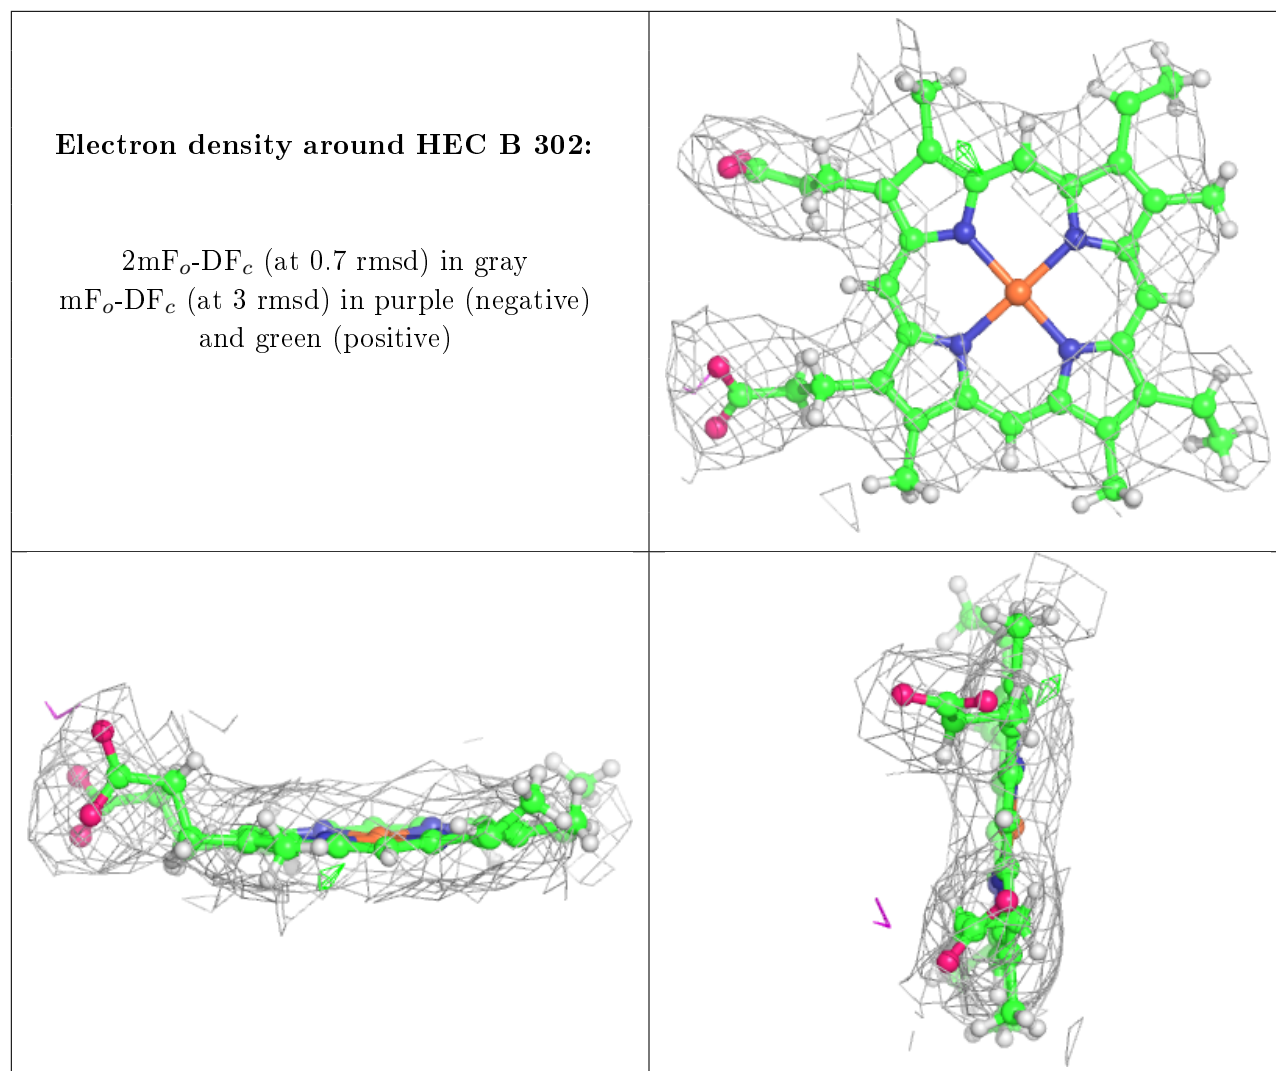 Electron density around HEC B 302:
2mFo-DFc (at 0.7 rmsd) in gray
mFo-DFc (at 3 rmsd) in purple (negative)
and green (positive)